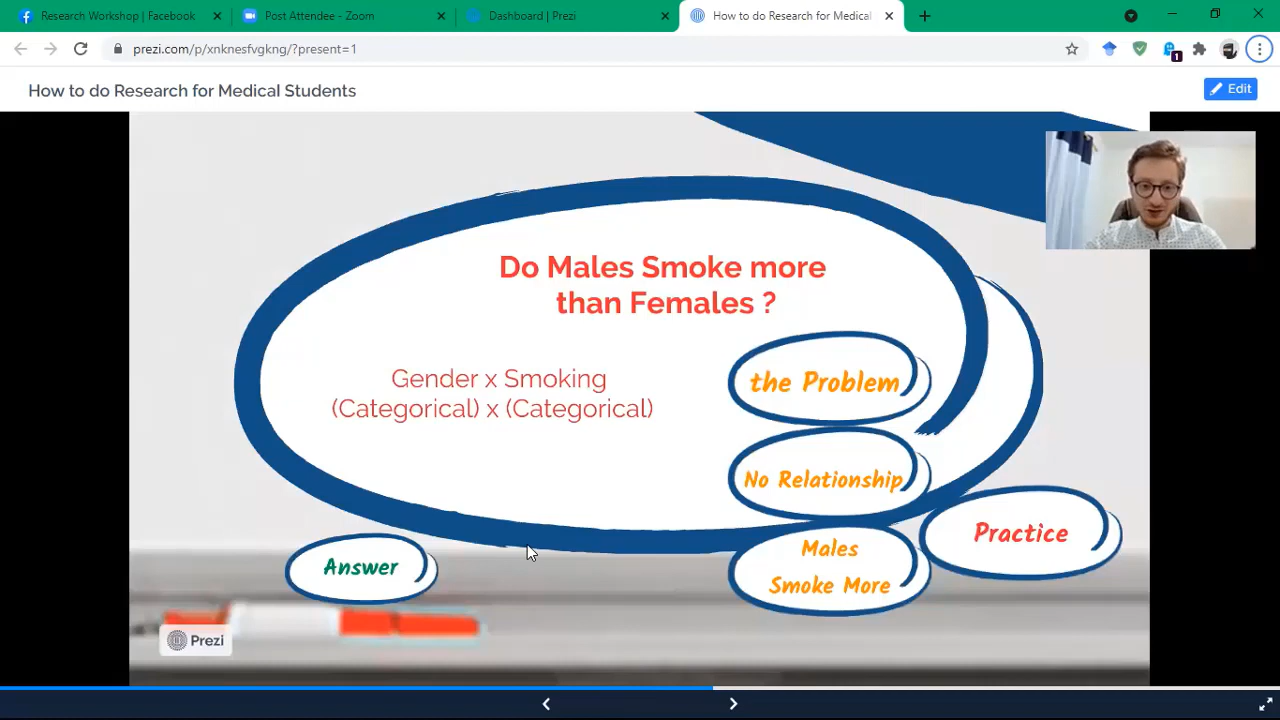 Research Workshop | Facebook
Post Attendee - Zoom
Dashboard | Prezi
How to do Research for Medical
prezi.com/p/xnknesfvgkng/?present=1
1
How to do Research for Medical Students
Edit
Do Males Smoke more
than Females ?
Gender x Smoking
(Categorical) x (Categorical)
the Problem
No Relationship
Practice
Males
Smoke More
Answer
Prezi